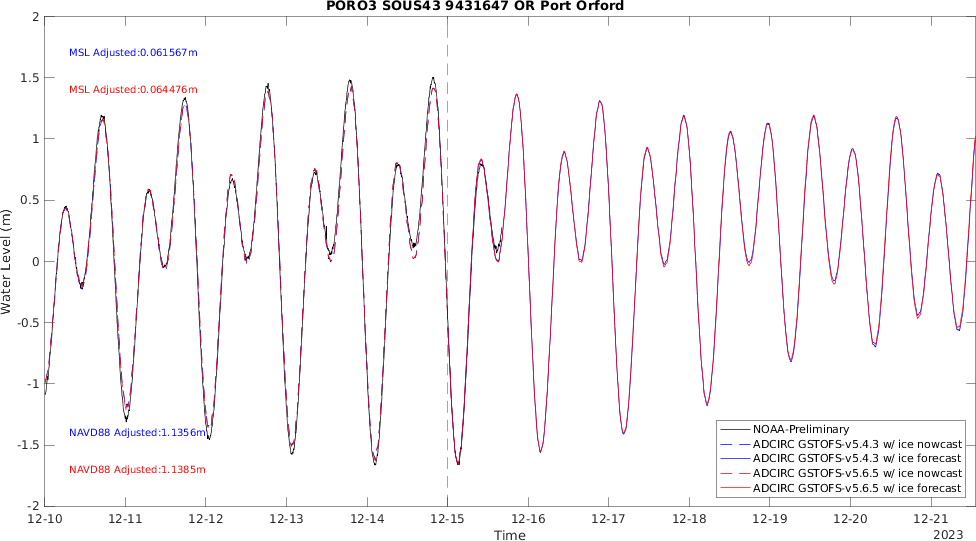 PORO3 SOUS43 9431647 OR Port Orford
2
1.5
1
0.5
0
-0.5
-1
-1.5
-2
Water Level (m)
MSL Adjusted:0.061567m
MSL Adjusted:0.064476m
NAVD88 Adjusted:1.1356m
NAVD88 Adjusted:1.1385m
NOAA-Preliminary
ADCIRC GSTOFS-v5.4.3 w/ ice nowcast
ADCIRC GSTOFS-v5.4.3 w/ ice forecast
ADCIRC GSTOFS-v5.6.5 w/ ice nowcast
ADCIRC GSTOFS-v5.6.5 w/ ice forecast
12-10 12-11 12-12 12-13 12-14 12-15 12-16 12-17 12-18 12-19 12-20 12-21
Time
2023